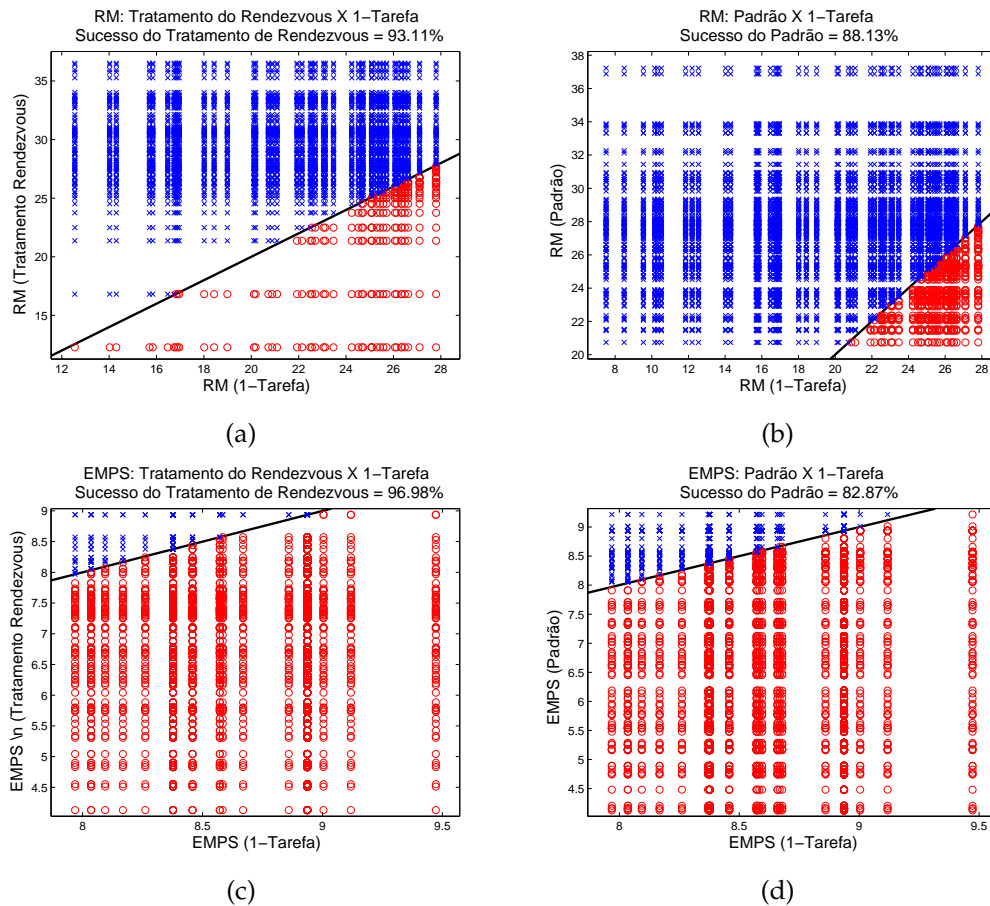 RM: Tratamento do Rendezvous X 1−Tarefa
Sucesso do Tratamento de Rendezvous = 93.11%
35
30
25
20
15
RM (Tratamento Rendezvous)
12 14 16 18 20 22 24 26 28
RM (1−Tarefa)
(a)
RM: Padrão X 1−Tarefa
Sucesso do Padrão = 88.13%
38
36
34
32
30
28
26
24
22
20
RM (Padrão)
8 10 12 14 16 18 20 22 24 26 28
RM (1−Tarefa)
(b)
EMPS: Tratamento do Rendezvous X 1−Tarefa
Sucesso do Tratamento de Rendezvous = 96.98%
9
8.5
8
7.5
7
6.5
6
5.5
5
4.5
EMPS \n (Tratamento Rendezvous)
8 8.5 9 9.5
EMPS (1−Tarefa)
(c)
EMPS: Padrão X 1−Tarefa
Sucesso do Padrão = 82.87%
9
8.5
8
7.5
7
6.5
6
5.5
5
4.5
EMPS (Padrão)
8 8.5 9 9.5
EMPS (1−Tarefa)
(d)